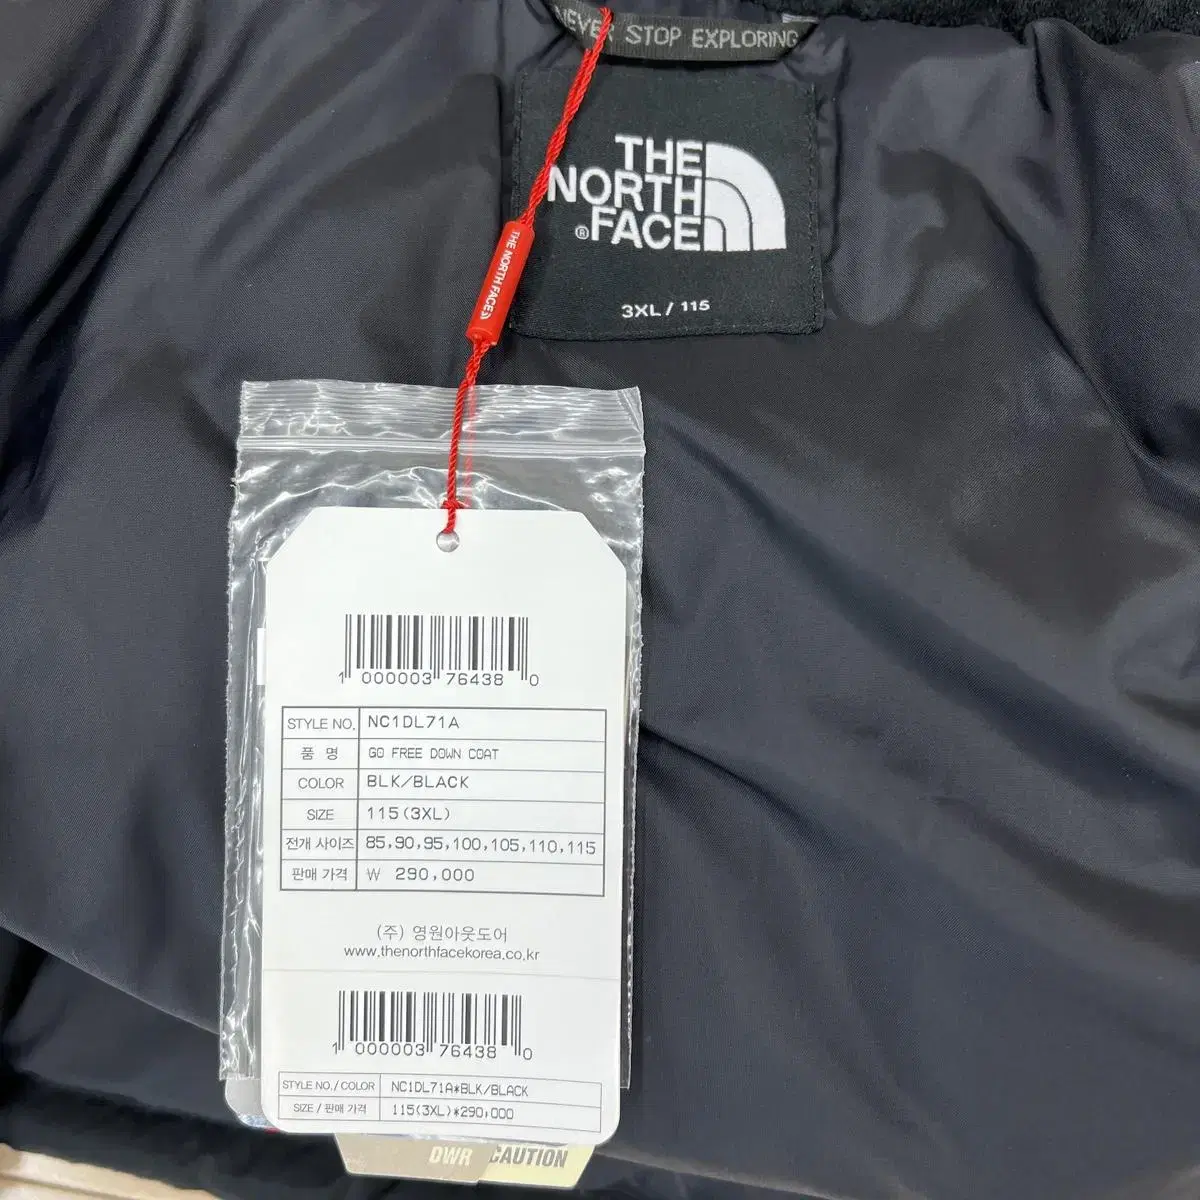 NEVER STOP EXPLORING
THE
NORTH
®FACE
3XL / 115
THE NORTH FACE
1 000003 76438 0
STYLE NO. NC1DL71A
품 명 GO FREE DOWN COAT
COLOR BLK/BLACK
SIZE 115(3XL)
전개 사이즈 85,90,95,100,105,110,115
판매 가격 ₩ 290,000
(주) 영원아웃도어
www.thenorthfacekorea.co.kr
1 000003 76438 0
STYLE NO./COLOR NC1DL71A*BLK/BLACK
SIZE / 판매 가격 115(3XL)*290,000
DWR CAUTION